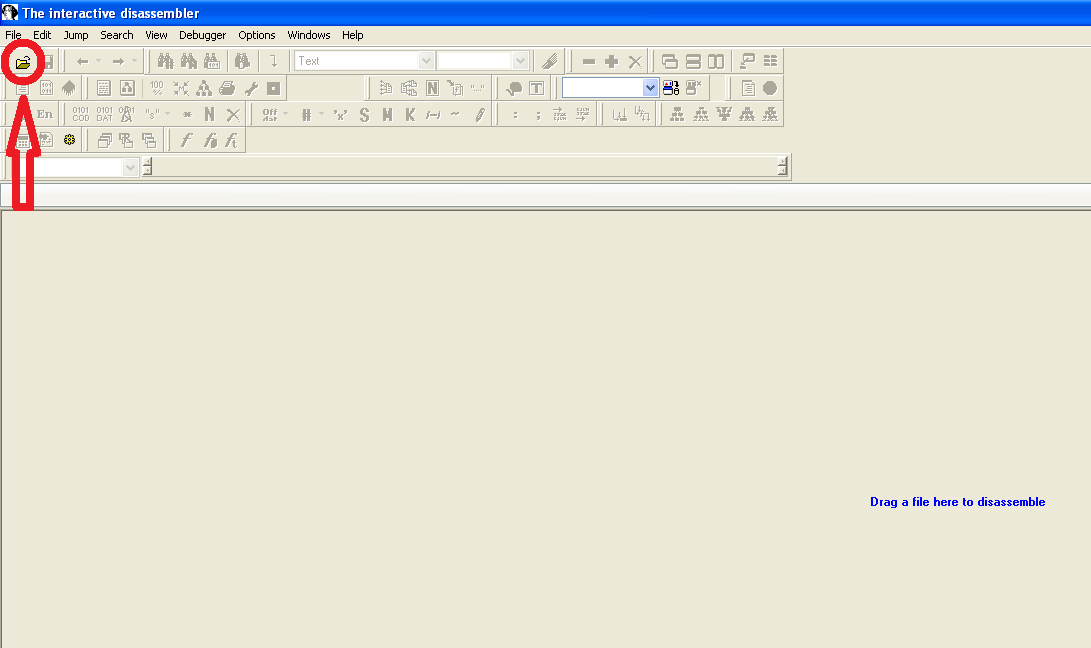 The interactive disassembler
File Edit Jump Search View Debugger Options Windows Help
Text
100 %
En 0101 COD 0101 DAT "s" * N Off # 'x' S M K ~ : ;
N T
f
Drag a file here to disassemble